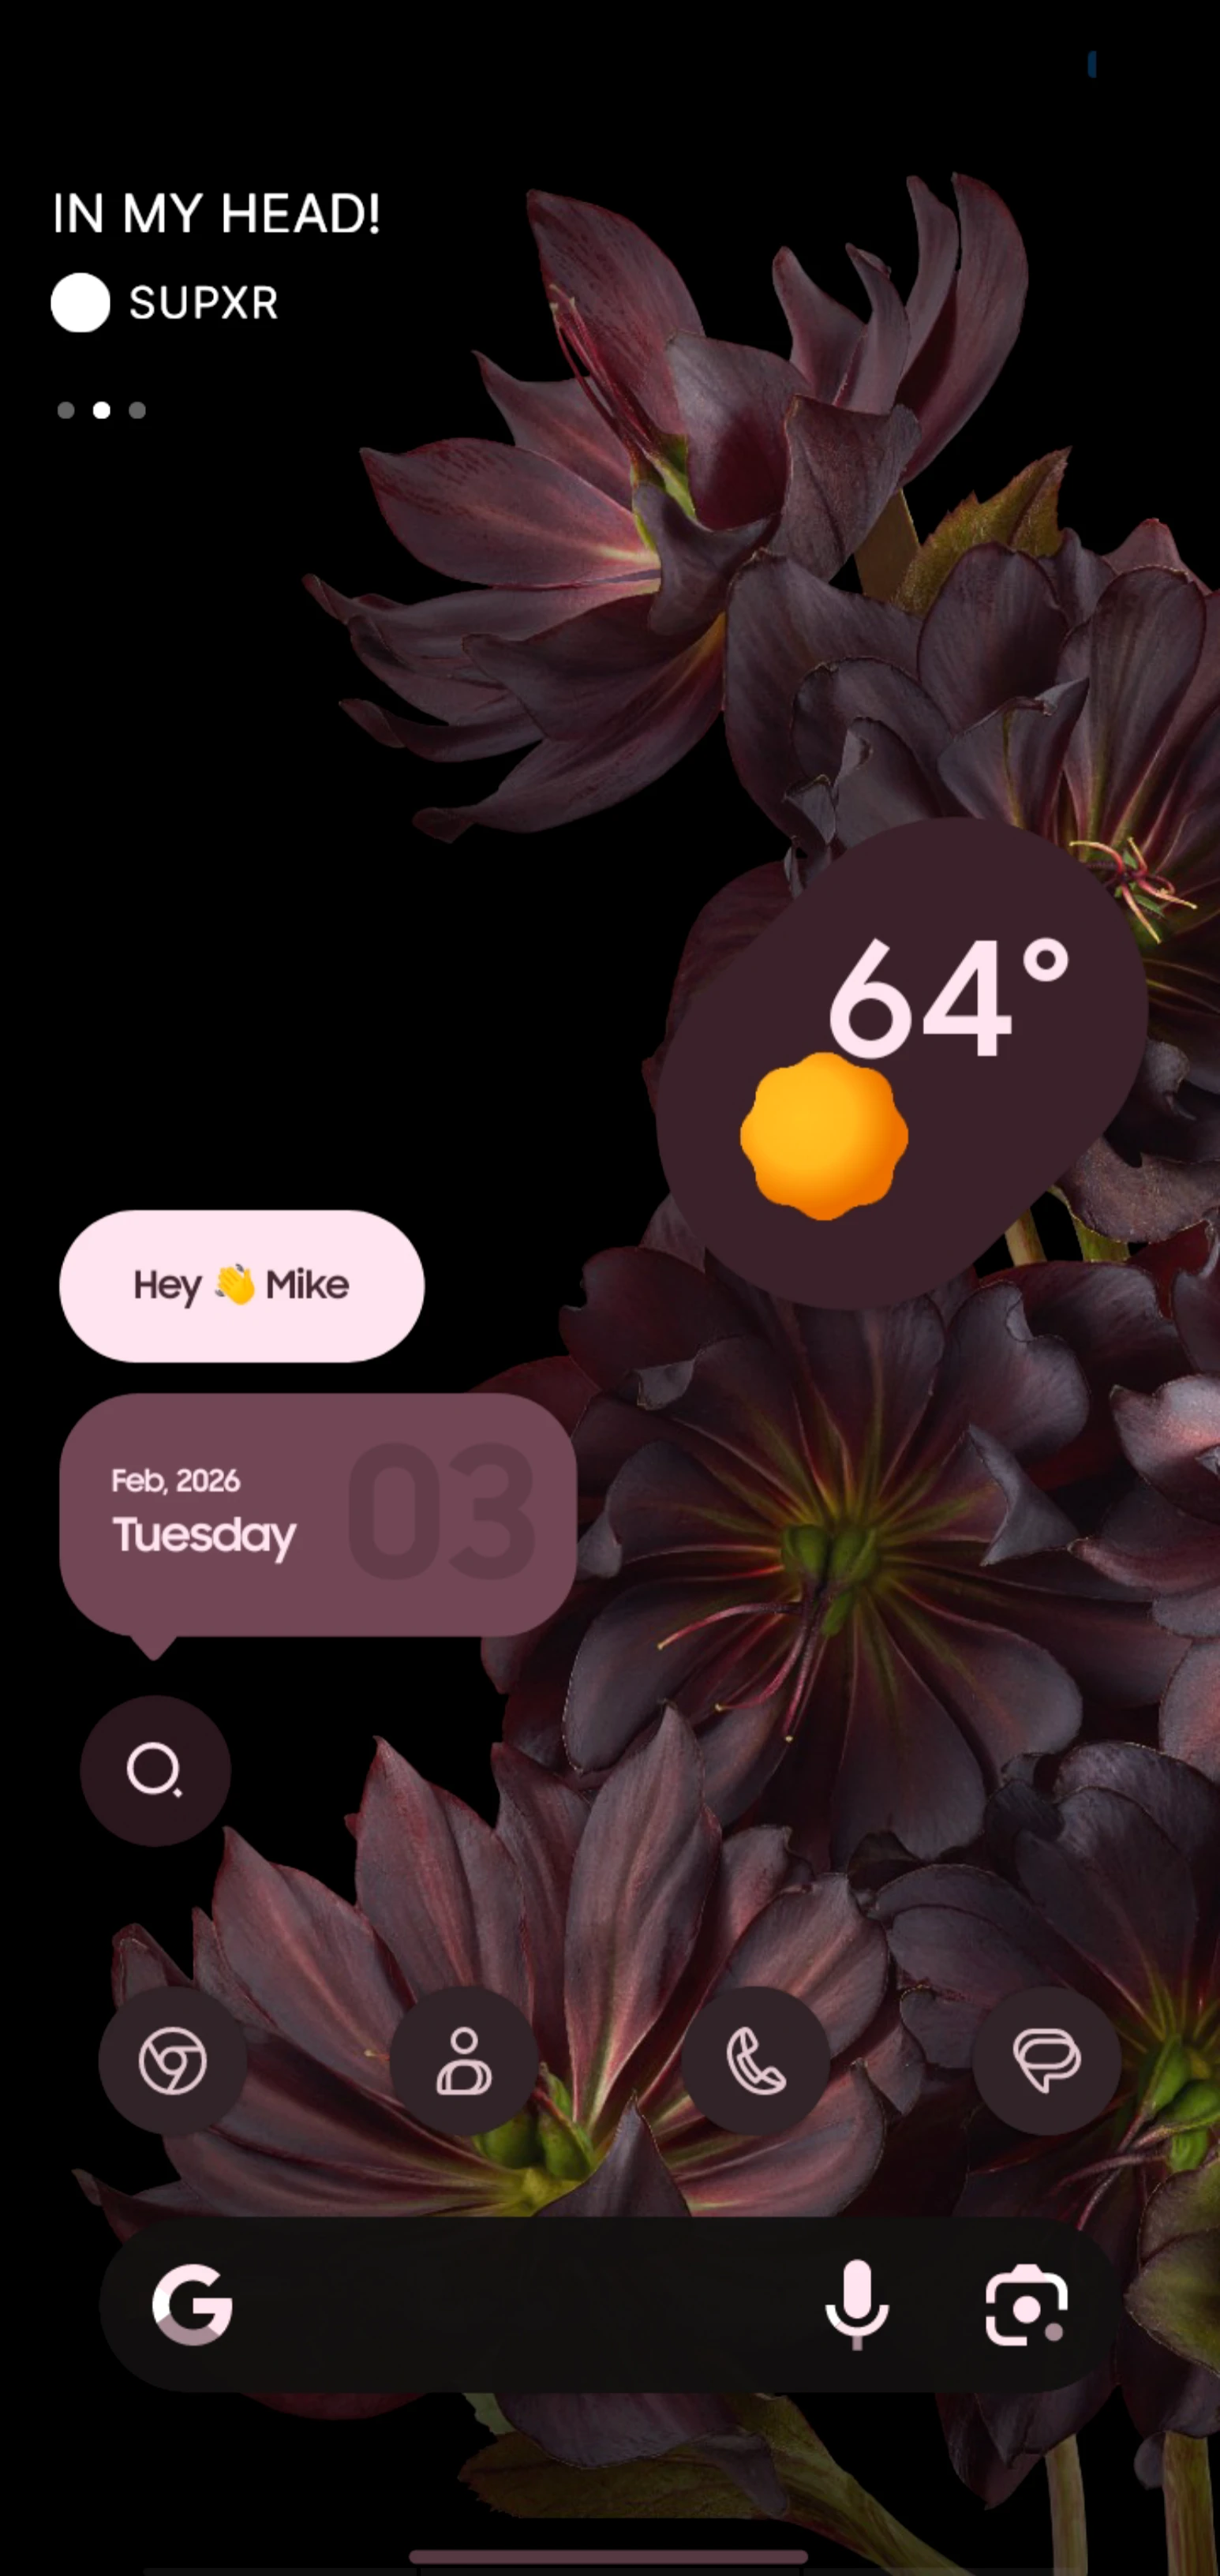 IN MY HEAD!
SUPXR
64°
Hey 👋 Mike
Feb, 2026
Tuesday
03
G